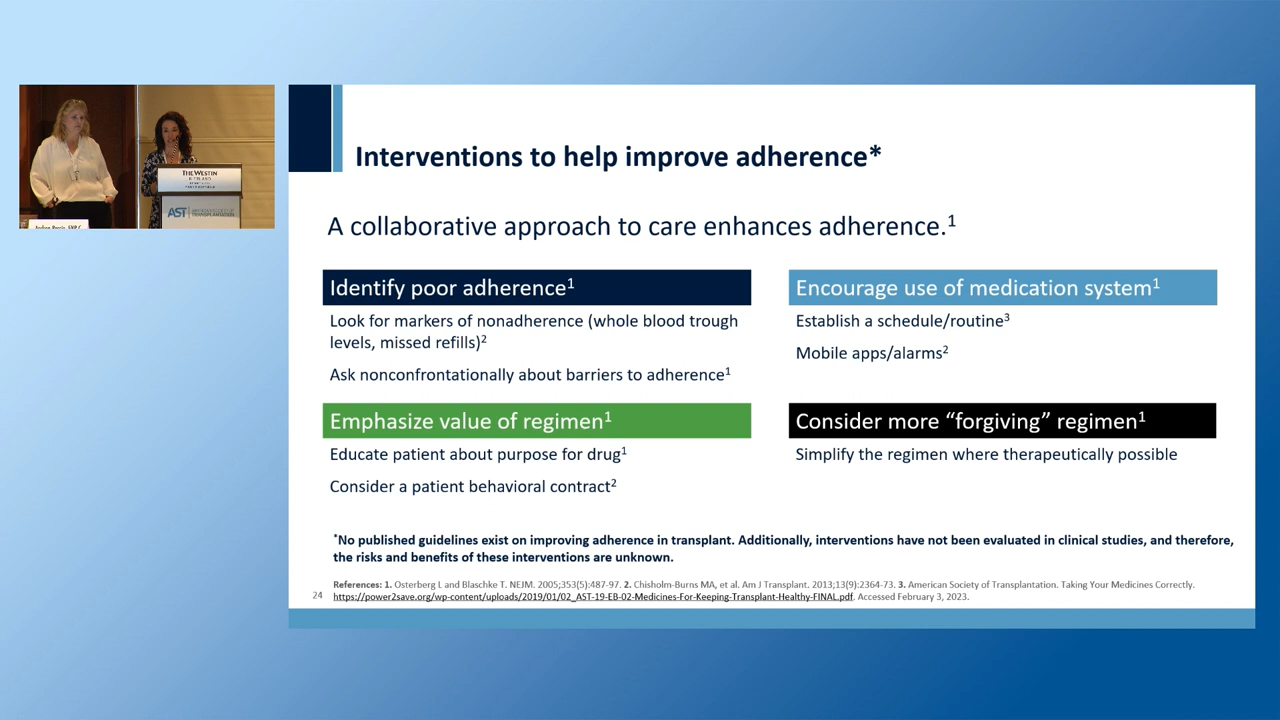 Interventions to help improve adherence*
A collaborative approach to care enhances adherence.1
Identify poor adherence1
Look for markers of nonadherence (whole blood trough
levels, missed refills)2
Ask nonconfrontationally about barriers to adherence1
Encourage use of medication system1
Establish a schedule/routine3
Mobile apps/alarms2
Emphasize value of regimen1
Educate patient about purpose for drug1
Consider a patient behavioral contract2
Consider more “forgiving” regimen1
Simplify the regimen where therapeutically possible
*No published guidelines exist on improving adherence in transplant. Additionally, interventions have not been evaluated in clinical studies, and therefore,
the risks and benefits of these interventions are unknown.
References: 1. Osterberg L and Blaschke T. NEJM. 2005;353(5):487-97. 2. Chisholm-Burns MA, et al. Am J Transplant. 2013;13(9):2364-73. 3. American Society of Transplantation. Taking Your Medicines Correctly.
https://power2save.org/wp-content/uploads/2019/01/02_AST-19-EB-02-Medicines-For-Keeping-Transplant-Healthy-FINAL.pdf. Accessed February 3, 2023.
24
THE WESTIN
AST
TRANSPLANTATION